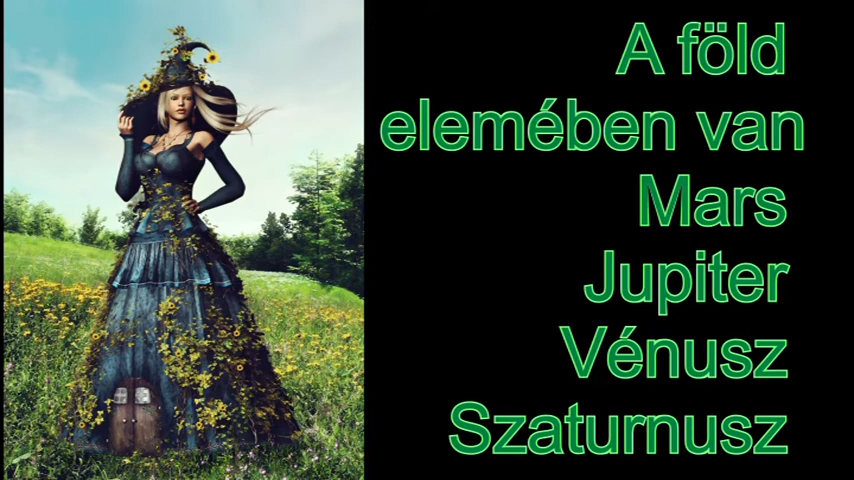 A föld
elemében van
Mars
Jupiter
Vénusz
Szaturnusz